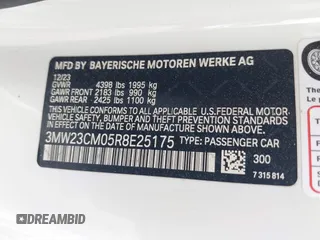 MFD BY BAYERISCHE MOTOREN WERKE AG
12/23
GVWR 4398 lbs 1995 kg
GAWR FRONT 2183 lbs 990 kg
GAWR REAR 2425 lbs 1100 kg
THIS VEHICLE CONFORMS TO ALL APPLICABLE U.S. FEDERAL MOTOR
VEHICLE SAFETY, BUMPER AND THEFT PREVENTION STANDARDS
IN EFFECT ON THE DATE OF MANUFACTURE SHOWN ABOVE.
3MW23CM05R8E25175 TYPE: PASSENGER CAR
300
7 315 814